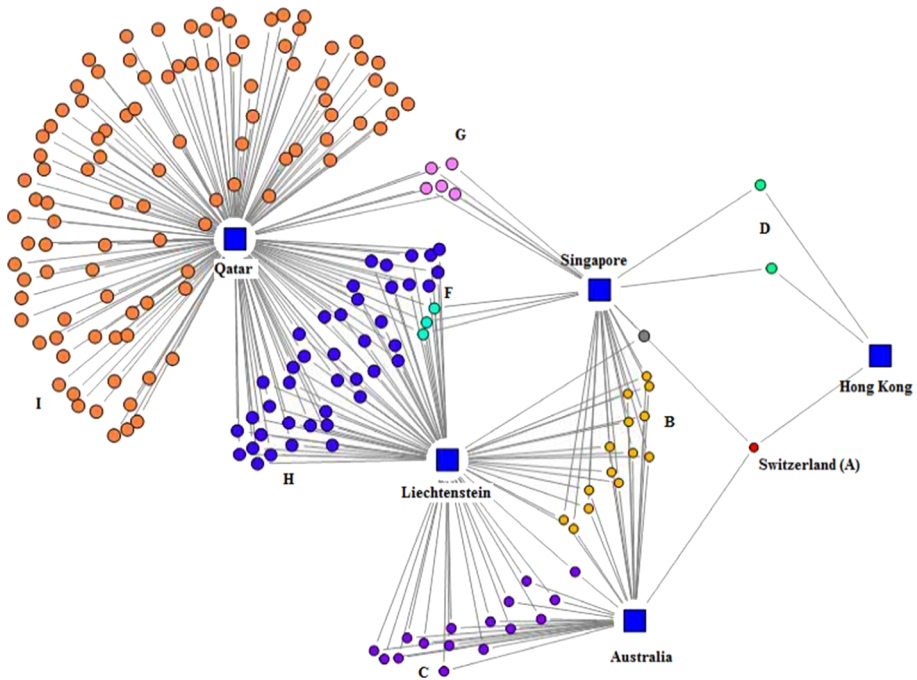 G
D
Singapore
Qatar
F
Hong Kong
I
B
Switzerland (A)
H
Liechtenstein
Australia
C